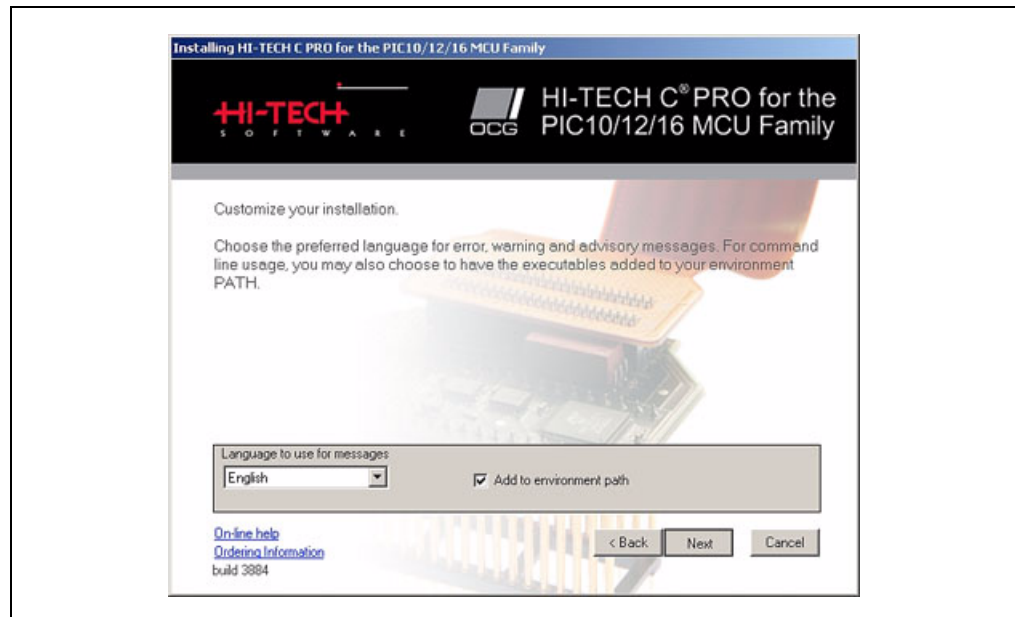 Installing HI-TECH C PRO for the PIC10/12/16 MCU Family
HI-TECH
SOFTWARE
OCG
HI-TECH C® PRO for the
PIC10/12/16 MCU Family
Customize your installation.
Choose the preferred language for error, warning and advisory messages. For command
line usage, you may also choose to have the executables added to your environment
PATH.
Language to use for messages
English
Add to environment path
On-line help
Ordering Information
build 3884
< Back
Next
Cancel